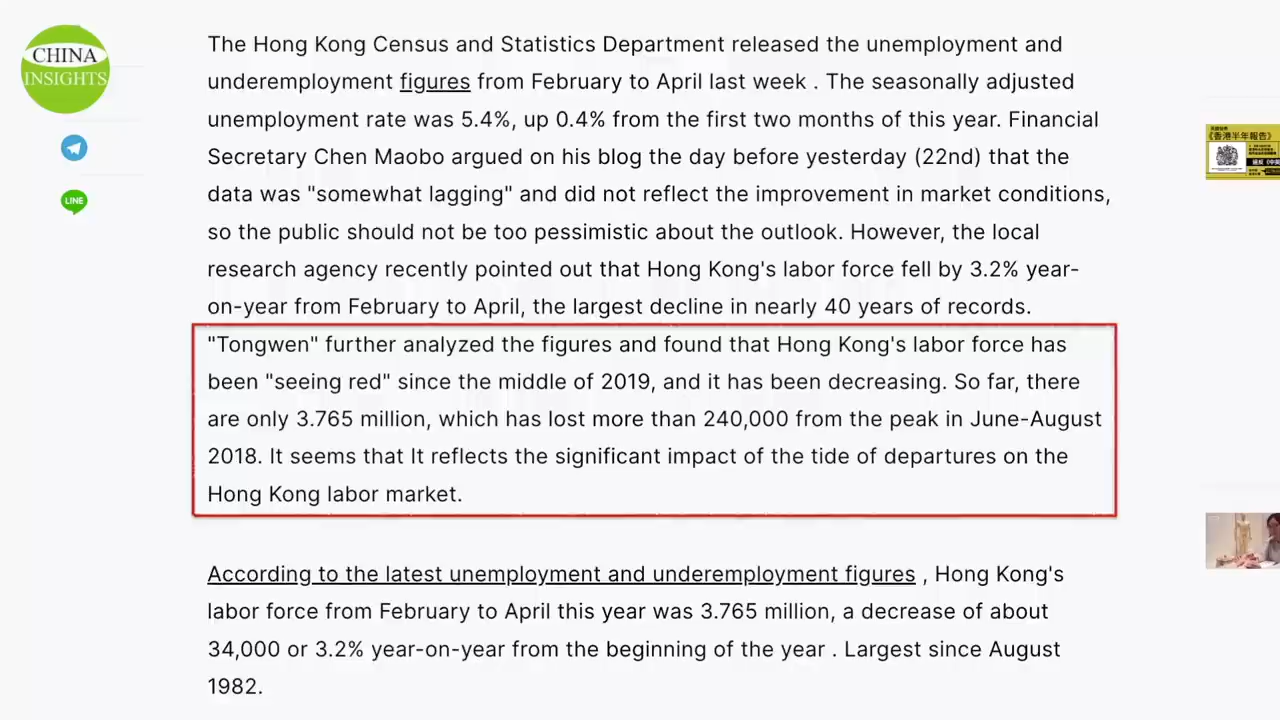 CHINA
INSIGHTS
LINE
The Hong Kong Census and Statistics Department released the unemployment and
underemployment figures from February to April last week . The seasonally adjusted
unemployment rate was 5.4%, up 0.4% from the first two months of this year. Financial
Secretary Chen Maobo argued on his blog the day before yesterday (22nd) that the
data was "somewhat lagging" and did not reflect the improvement in market conditions,
so the public should not be too pessimistic about the outlook. However, the local
research agency recently pointed out that Hong Kong's labor force fell by 3.2% year-
on-year from February to April, the largest decline in nearly 40 years of records.
"Tongwen" further analyzed the figures and found that Hong Kong's labor force has
been "seeing red" since the middle of 2019, and it has been decreasing. So far, there
are only 3.765 million, which has lost more than 240,000 from the peak in June-August
2018. It seems that It reflects the significant impact of the tide of departures on the
Hong Kong labor market.
According to the latest unemployment and underemployment figures , Hong Kong's
labor force from February to April this year was 3.765 million, a decrease of about
34,000 or 3.2% year-on-year from the beginning of the year . Largest since August
1982.
《香港半年報告》